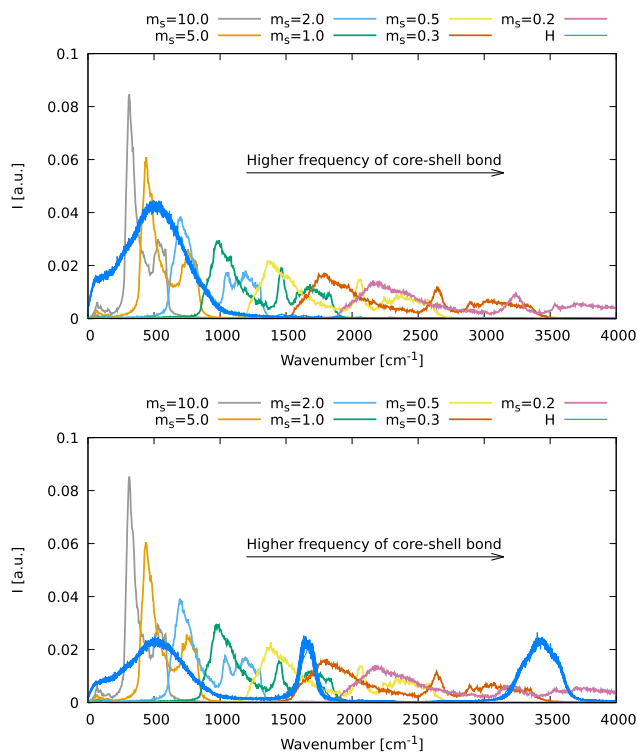 mₛ=10.0 mₛ=2.0 mₛ=0.5 mₛ=0.2
mₛ=5.0 mₛ=1.0 mₛ=0.3 H
0.1
0.08
0.06
0.04
0.02
0
I [a.u.]
Higher frequency of core-shell bond
0 500 1000 1500 2000 2500 3000 3500 4000
Wavenumber [cm⁻¹]
mₛ=10.0 mₛ=2.0 mₛ=0.5 mₛ=0.2
mₛ=5.0 mₛ=1.0 mₛ=0.3 H
0.1
0.08
0.06
0.04
0.02
0
I [a.u.]
Higher frequency of core-shell bond
0 500 1000 1500 2000 2500 3000 3500 4000
Wavenumber [cm⁻¹]